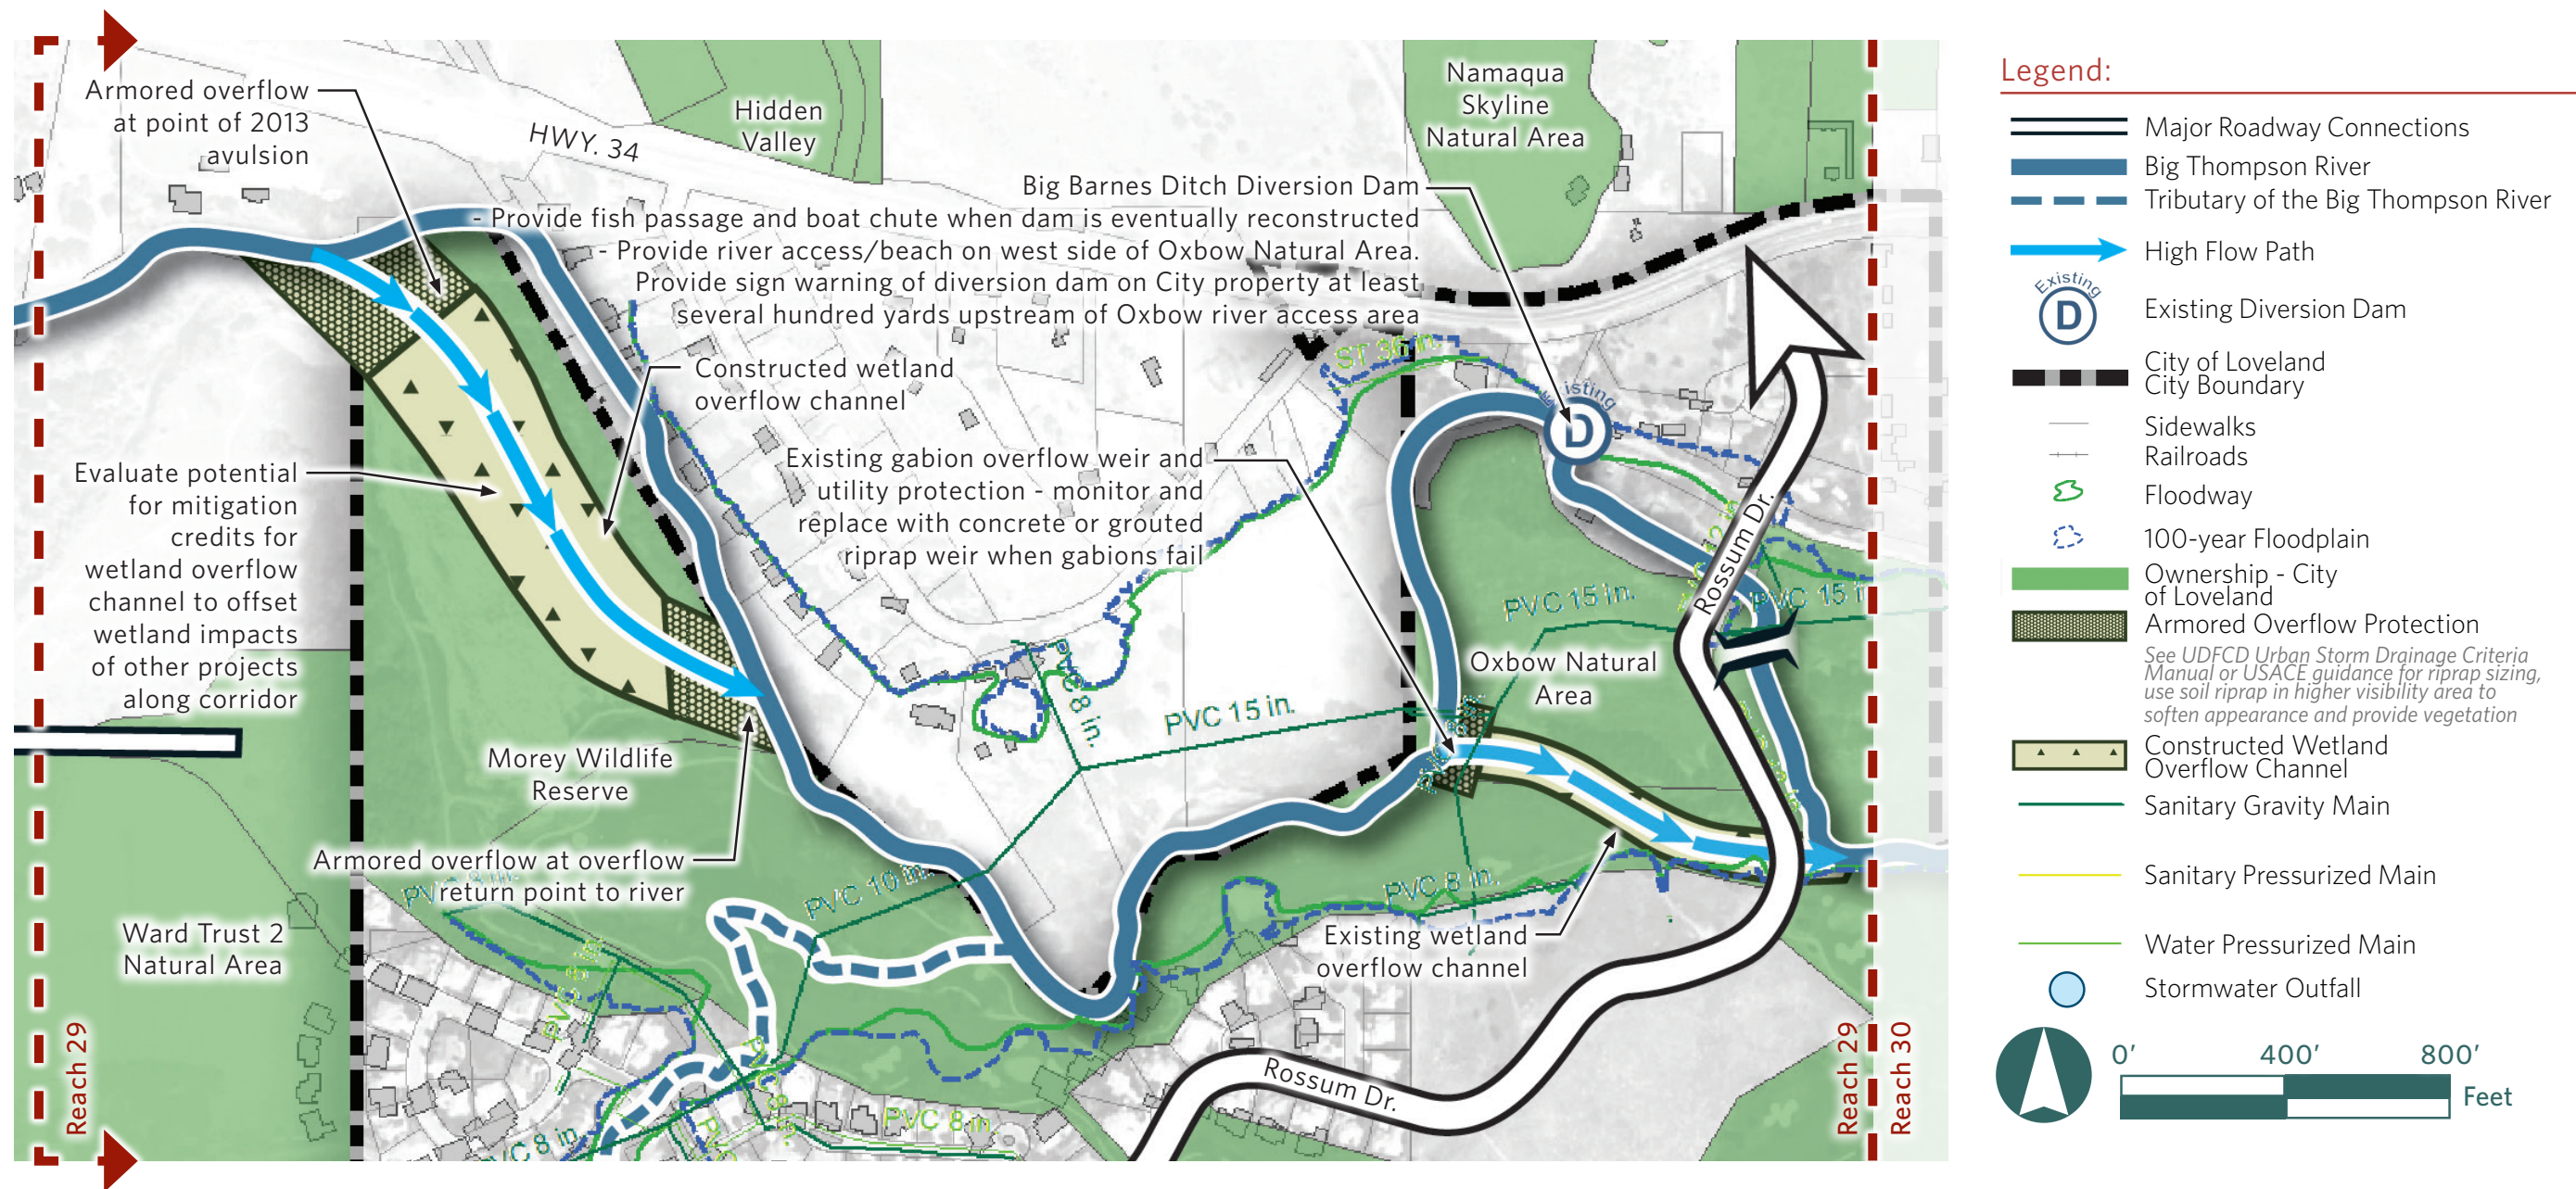 Armored overflow
at point of 2013
avulsion
HWY. 34
Hidden
Valley
Namaqua
Skyline
Natural Area
Big Barnes Ditch Diversion Dam
- Provide fish passage and boat chute when dam is eventually reconstructed
- Provide river access/beach on west side of Oxbow Natural Area.
Provide sign warning of diversion dam on City property at least
several hundred yards upstream of Oxbow river access area
ST 36 in.
Constructed wetland
overflow channel
D
Existing gabion overflow weir and
utility protection - monitor and
replace with concrete or grouted
riprap weir when gabions fail
Evaluate potential
for mitigation
credits for
wetland overflow
channel to offset
wetland impacts
of other projects
along corridor
Rossum Dr.
PVC 15 in.
PVC 15 in.
PVC 8 in.
Oxbow Natural
Area
Morey Wildlife
Reserve
Armored overflow at overflow
return point to river
PVC 10 in.
PVC 8 in.
Ward Trust 2
Natural Area
Existing wetland
overflow channel
Rossum Dr.
PVC 8 in.
Reach 29
Reach 29
Reach 30
Legend:
Major Roadway Connections
Big Thompson River
Tributary of the Big Thompson River
High Flow Path
Existing
D
Existing Diversion Dam
City of Loveland
City Boundary
Sidewalks
Railroads
Floodway
100-year Floodplain
Ownership - City
of Loveland
Armored Overflow Protection
See UDFCD Urban Storm Drainage Criteria
Manual or USACE guidance for riprap sizing,
use soil riprap in higher visibility area to
soften appearance and provide vegetation
Constructed Wetland
Overflow Channel
Sanitary Gravity Main
Sanitary Pressurized Main
Water Pressurized Main
Stormwater Outfall
0' 400' 800'
Feet